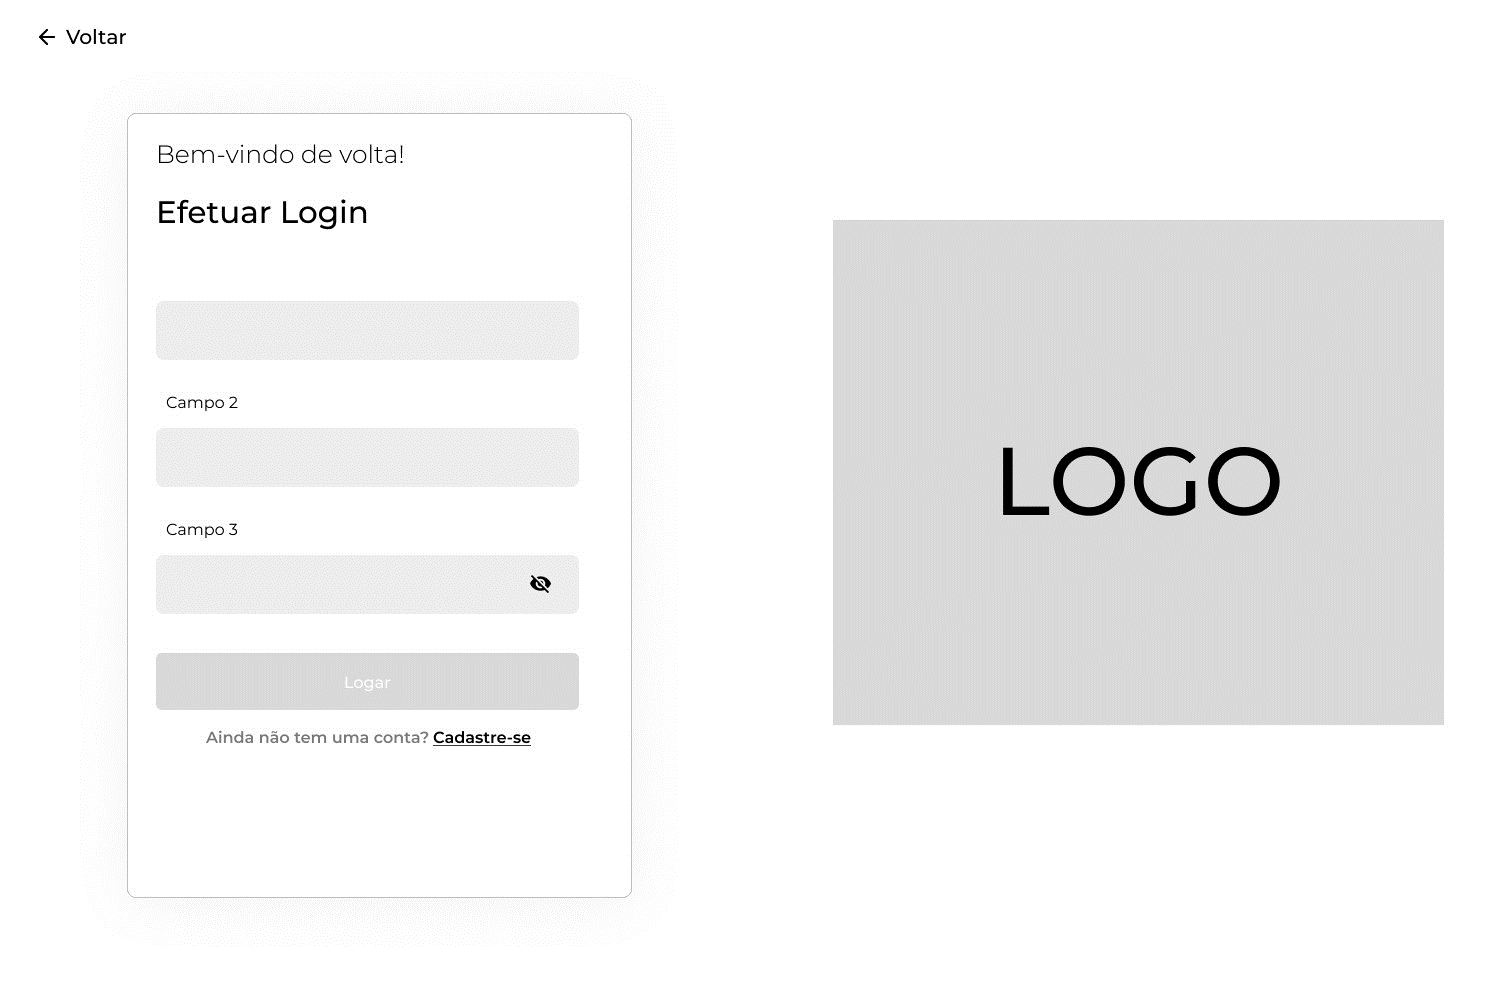 Voltar
Bem-vindo de volta!
Efetuar Login
Campo 2
Campo 3
Logar
Ainda não tem uma conta? Cadastre-se
LOGO